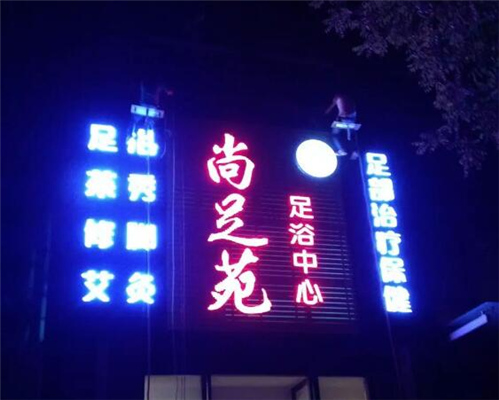 足浴
茶秀
修脚
艾灸
尚足苑
足浴中心
足部治疗保健